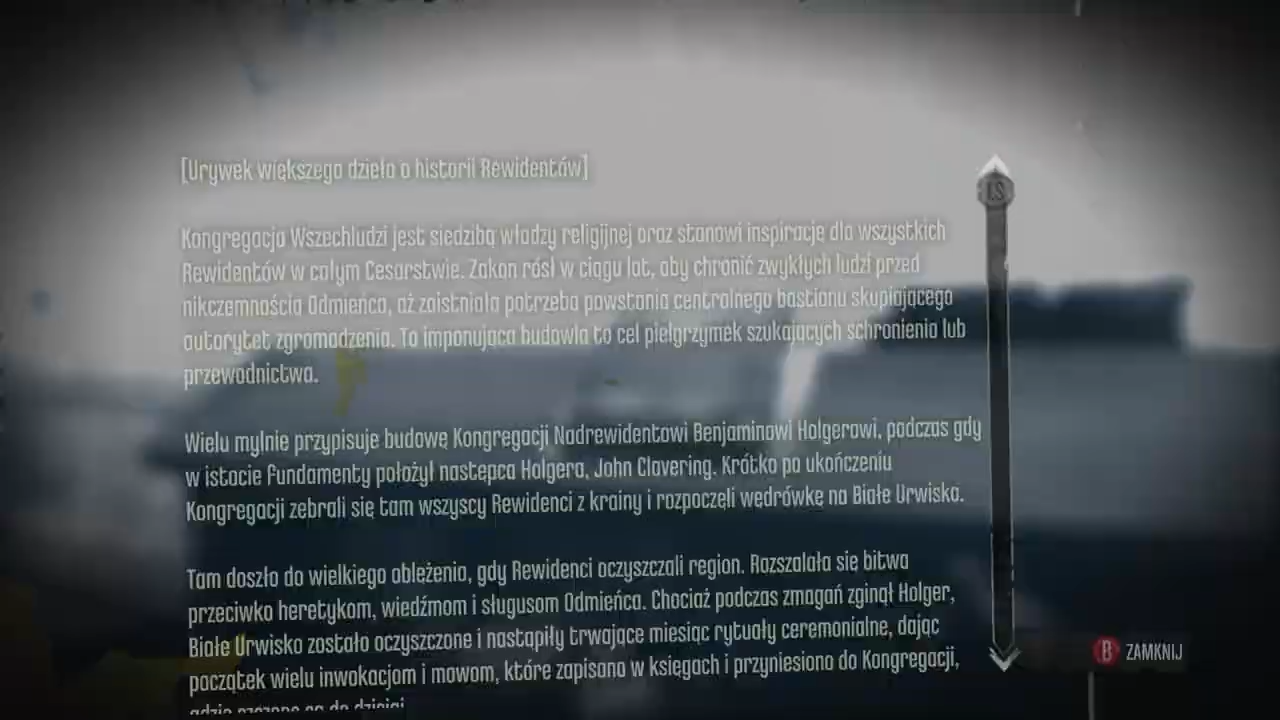 [Urywek większego dzieła o historii Rewidentów]
Kongregacja Wszechludzi jest siedzibą władzy religijnej oraz stanowi inspirację dla wszystkich
Rewidentów w całym Cesarstwie. Zakon rósł w ciągu lat, aby chronić zwykłych ludzi przed
nikczemnością Odmieńca, aż zaistniała potrzeba powstania centralnego bastionu skupiającego
autorytet zgromadzenia. Ta imponująca budowla to cel pielgrzymek szukających schronienia lub
przewodnictwa.
Wielu mylnie przypisuje budowę Kongregacji Nadrewidentowi Benjaminowi Holgerowi, podczas gdy
w istocie fundamenty położył następca Holgera, John Clavering. Krótko po ukończeniu
Kongregacji zebrali się tam wszyscy Rewidenci z krainy i rozpoczęli wędrówkę na Białe Urwisko.
Tam doszło do wielkiego oblężenia, gdy Rewidenci oczyszczali region. Rozszalała się bitwa
przeciwko heretykom, wiedźmom i sługusom Odmieńca. Chociaż podczas zmagań zginął Holger,
Białe Urwisko zostało oczyszczone i nastąpiły trwające miesiąc rytuały ceremonialne, dając
początek wielu inwokacjom i mowom, które zapisano w księgach i przyniesiono do Kongregacji,
LS
B ZAMKNIJ